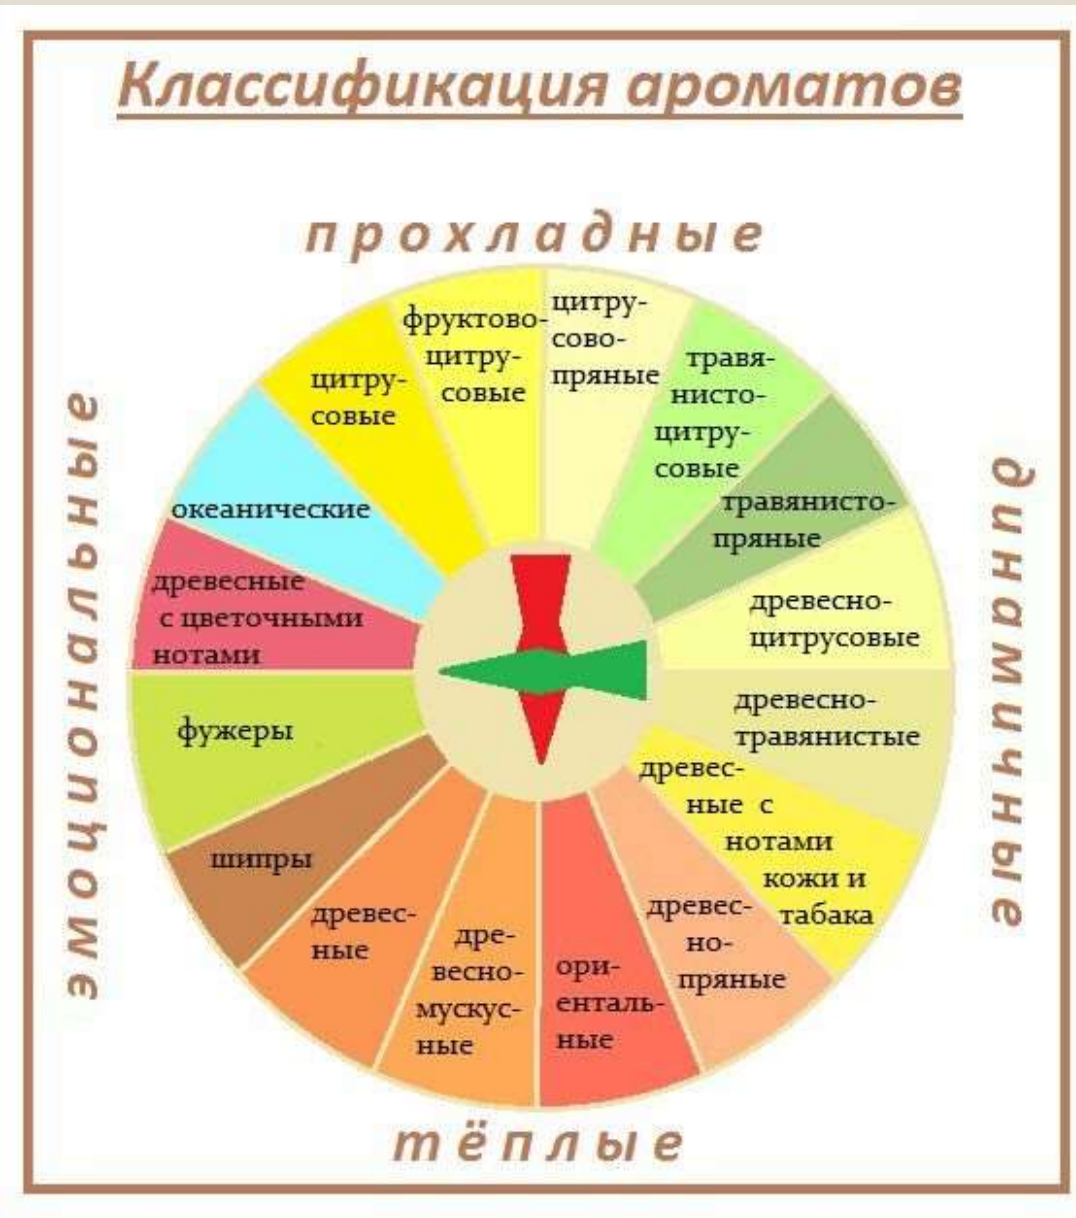 Классификация ароматов
прохладные
эмоциональные
динамичные
цитру-
сово-
пряные
травя-
нисто-
цитру-
совые
травянисто-
пряные
древесно-
цитрусовые
древесно-
травянистые
древес-
ные с
нотами
кожи и
табака
древес-
но-
пряные
ори-
енталь-
ные
дре-
весно-
мускус-
ные
древес-
ные
шипры
фужеры
древесные
с цветочными
нотами
океанические
цитру-
совые
фруктово-
цитру-
совые
тёплые